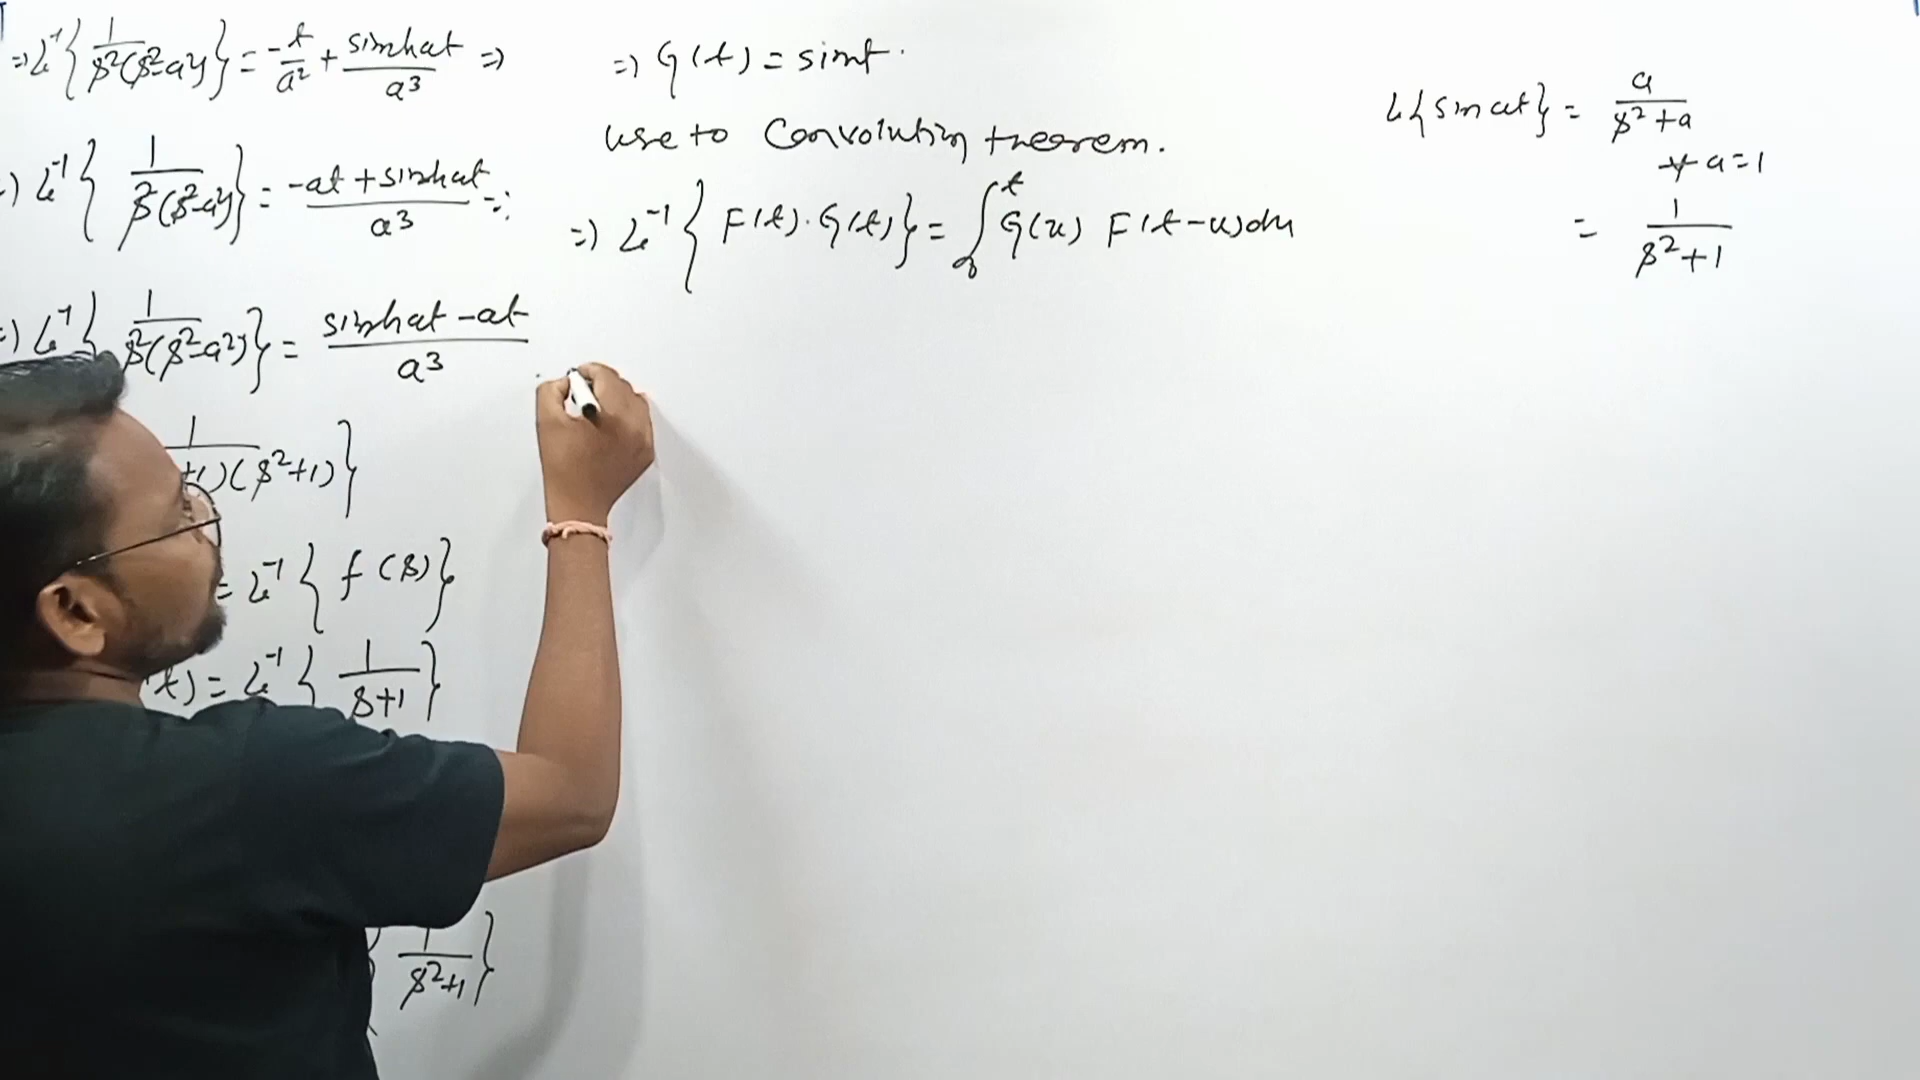 => L⁻¹{ 1/s²(s²-a²) } = -t/a² + sinhat/a³ =>
=) L⁻¹{ 1/s²(s²-a²) } = -at + sinhat/a³
=) L⁻¹{ 1/s²(s²-a²) } = sinhat - at/a³
1/+1)(s²+1) }
= L⁻¹{ f(s) }
t) = L⁻¹{ 1/s+1 }
1/s²+1 }
=) G(t) = sint.
use to Convolution theorem.
=) L⁻¹{ F(t). G(t) } = ∫₀ᵗ G(u) F(t-u)du
L{sin at} = a/s²+a
a=1
= 1/s²+1